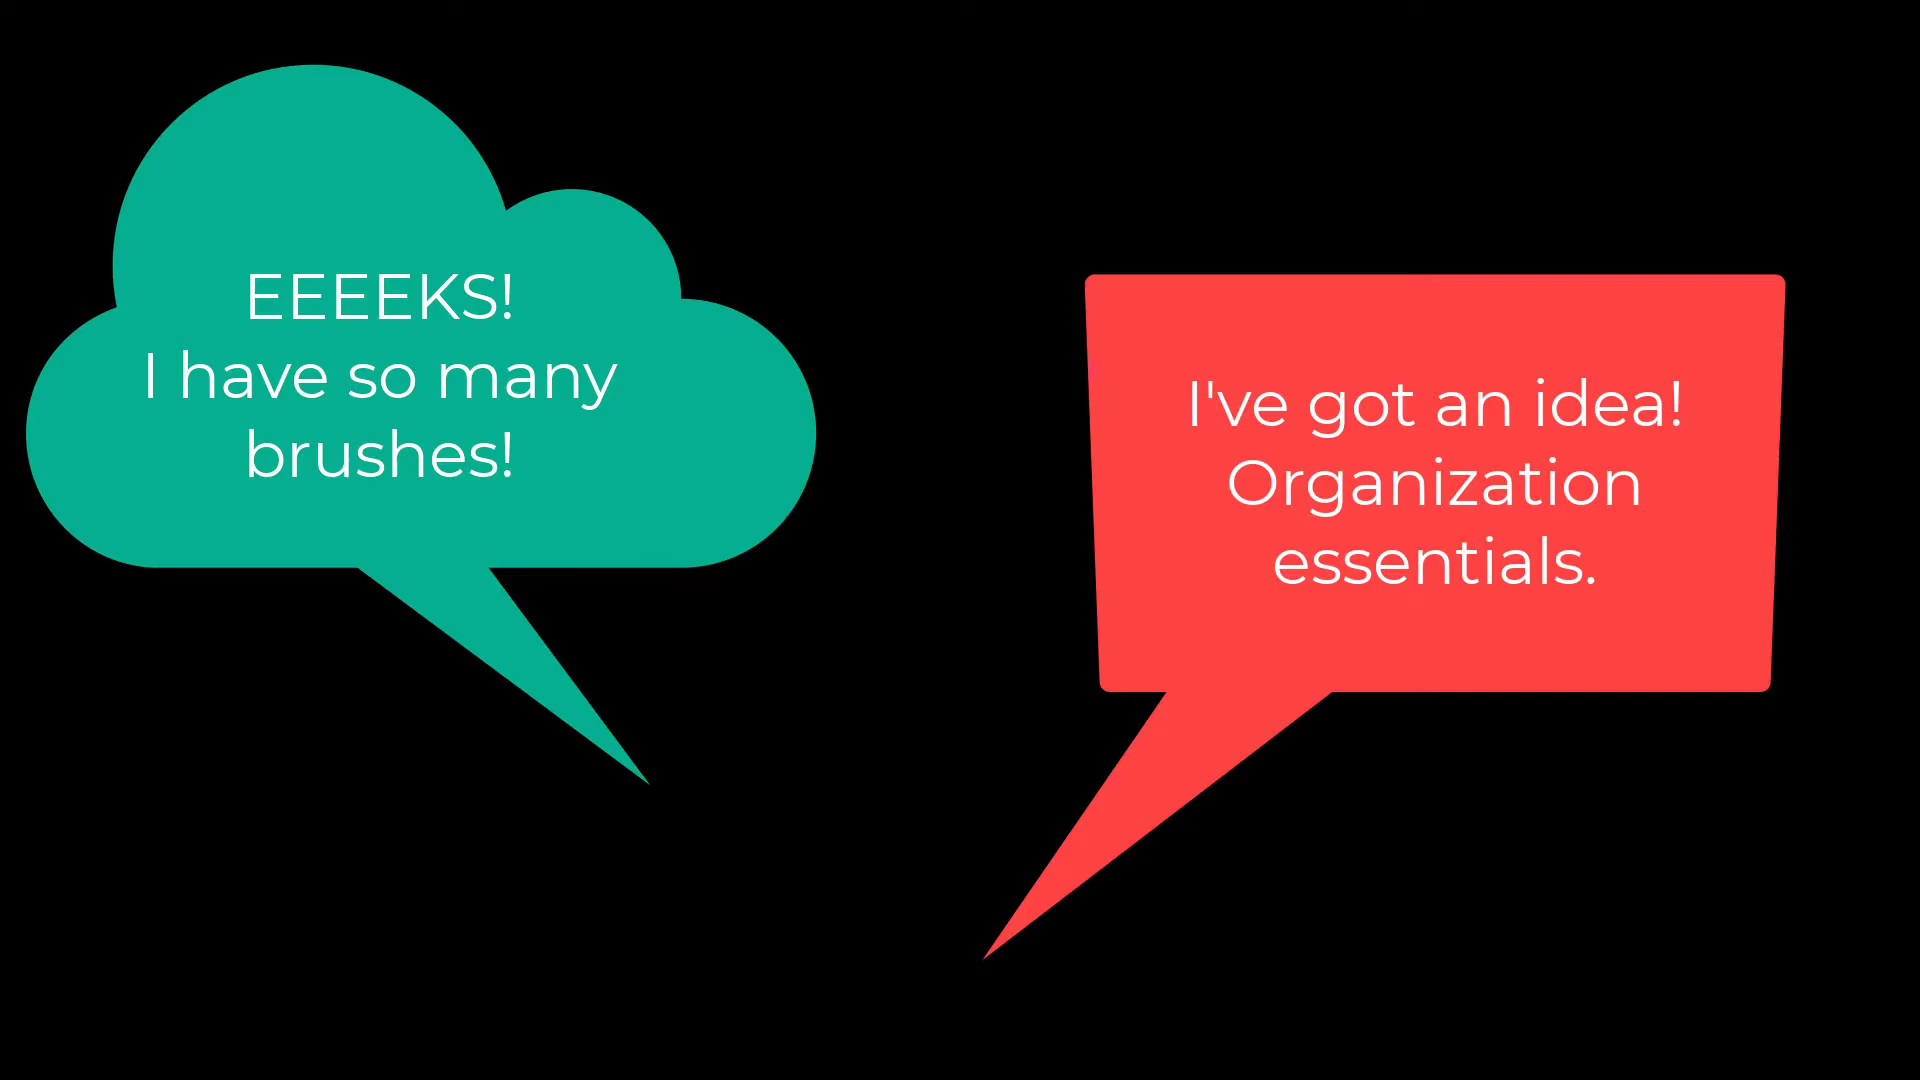 EEEEKS!
I have so many
brushes!
I've got an idea!
Organization
essentials.